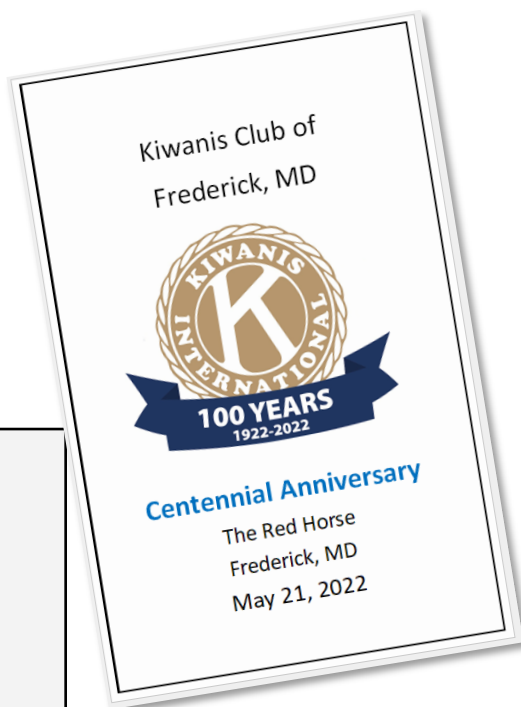 Kiwanis Club of
Frederick, MD
KIWANIS
K
INTERNATIONAL
100 YEARS
1922-2022
Centennial Anniversary
The Red Horse
Frederick, MD
May 21, 2022